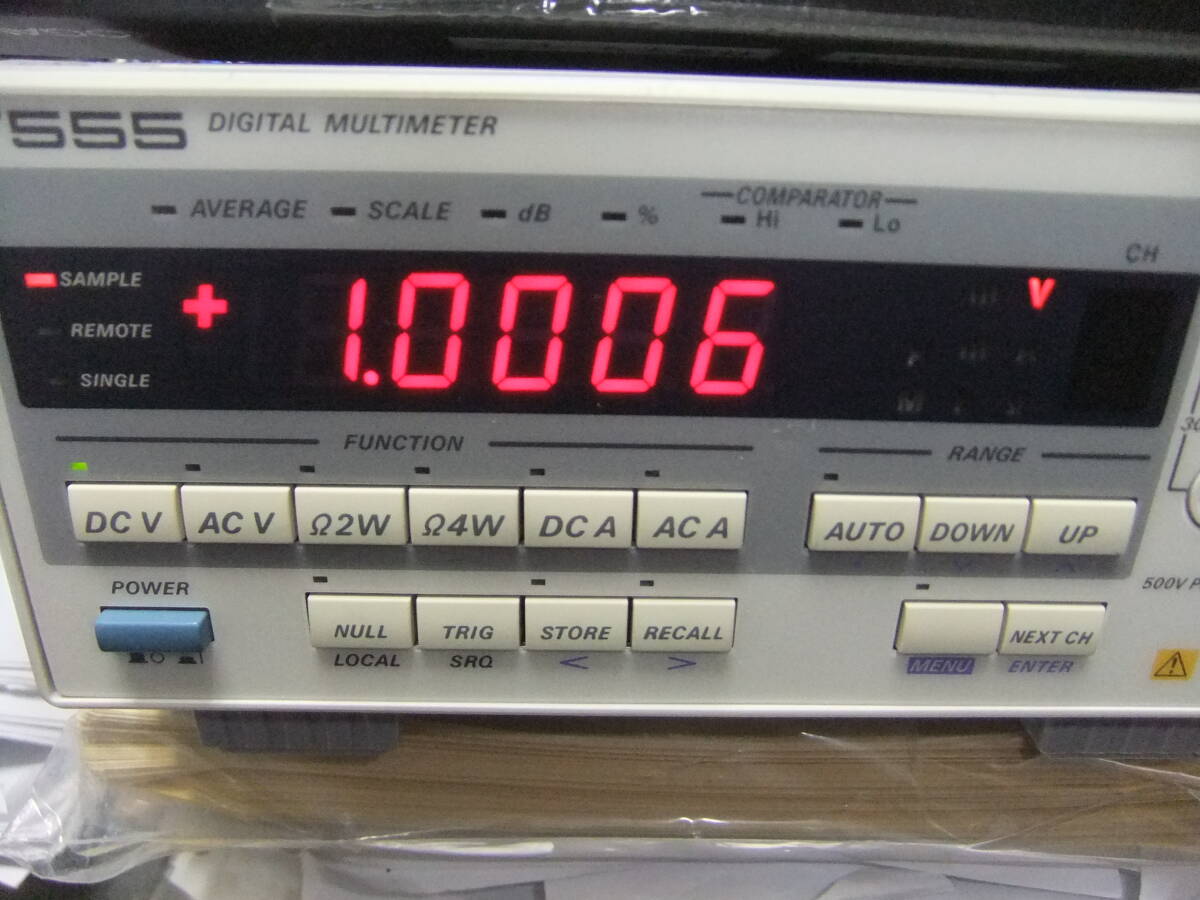 7555 DIGITAL MULTIMETER
COMPARATOR
AVERAGE SCALE dB % Hi Lo
CH
SAMPLE
REMOTE
SINGLE
+1.0006 V
FUNCTION
RANGE
DC V AC V Ω2W Ω4W DC A AC A AUTO DOWN UP
POWER
500V P
NULL TRIG STORE RECALL NEXT CH
LOCAL SRQ < > MENU ENTER